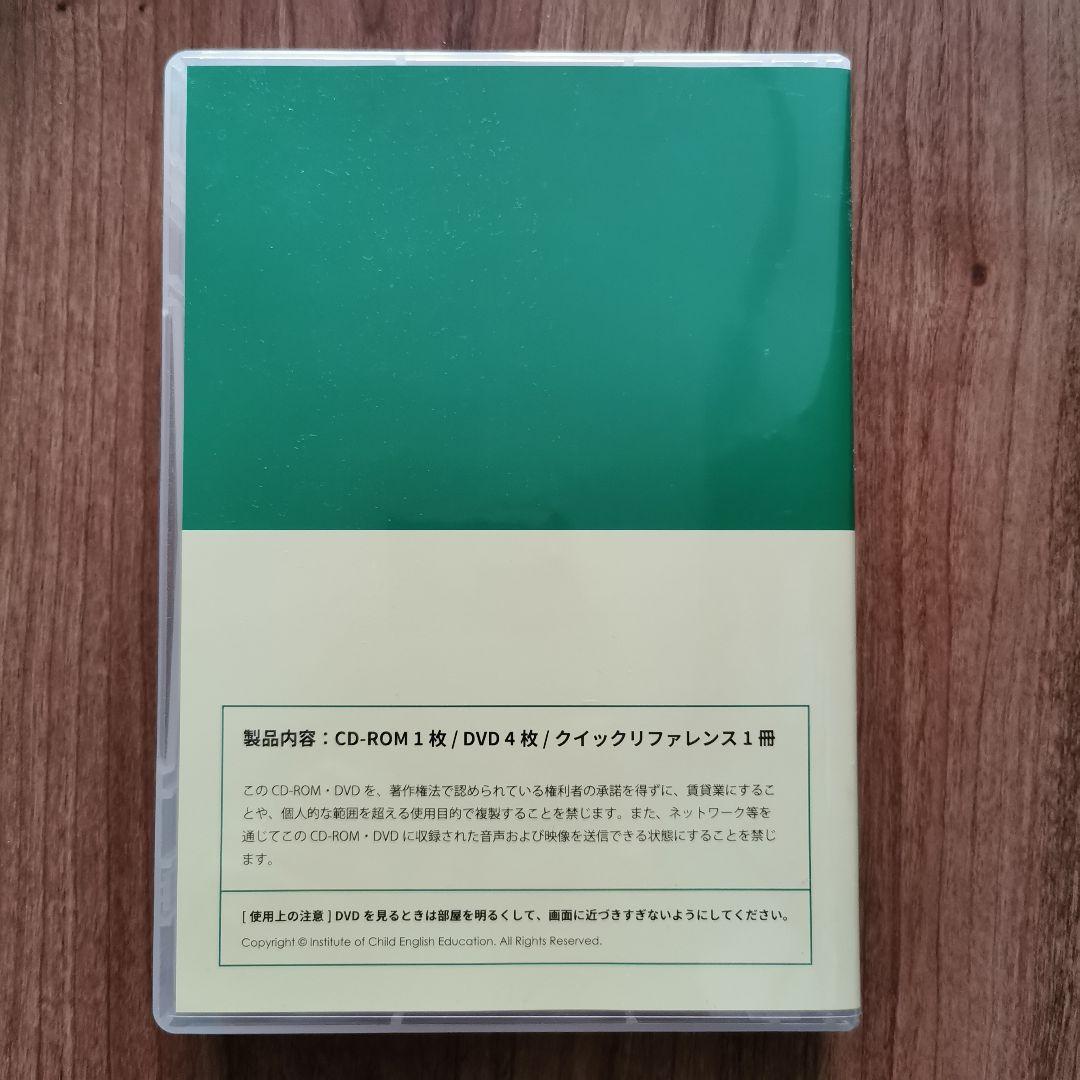 製品内容：CD-ROM 1 枚 / DVD 4 枚 / クイックリファレンス 1 冊
この CD-ROM・DVD を、著作権法で認められている権利者の承諾を得ずに、賃貸業にするこ
とや、個人的な範囲を超える使用目的で複製することを禁じます。また、ネットワーク等を
通じてこの CD-ROM・DVD に収録された音声および映像を送信できる状態にすることを禁じ
ます。
[ 使用上の注意 ] DVD を見るときは部屋を明るくして、画面に近づきすぎないようにしてください。
Copyright © Institute of Child English Education. All Rights Reserved.